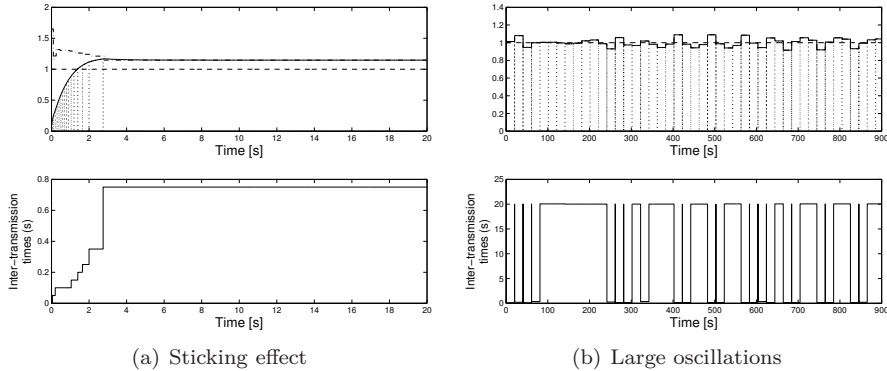 2
1.5
1
0.5
0
0 2 4 6 8 10 12 14 16 18 20
Time [s]
0.8
0.6
0.4
0.2
0
0 2 4 6 8 10 12 14 16 18 20
Inter−transmission
times (s)
Time [s]
(a) Sticking effect
1.4
1.2
1
0.8
0.6
0.4
0.2
0
0 100 200 300 400 500 600 700 800 900
Time [s]
25
20
15
10
5
0
0 100 200 300 400 500 600 700 800 900
Inter−transmission
times (s)
Time [s]
(b) Large oscillations